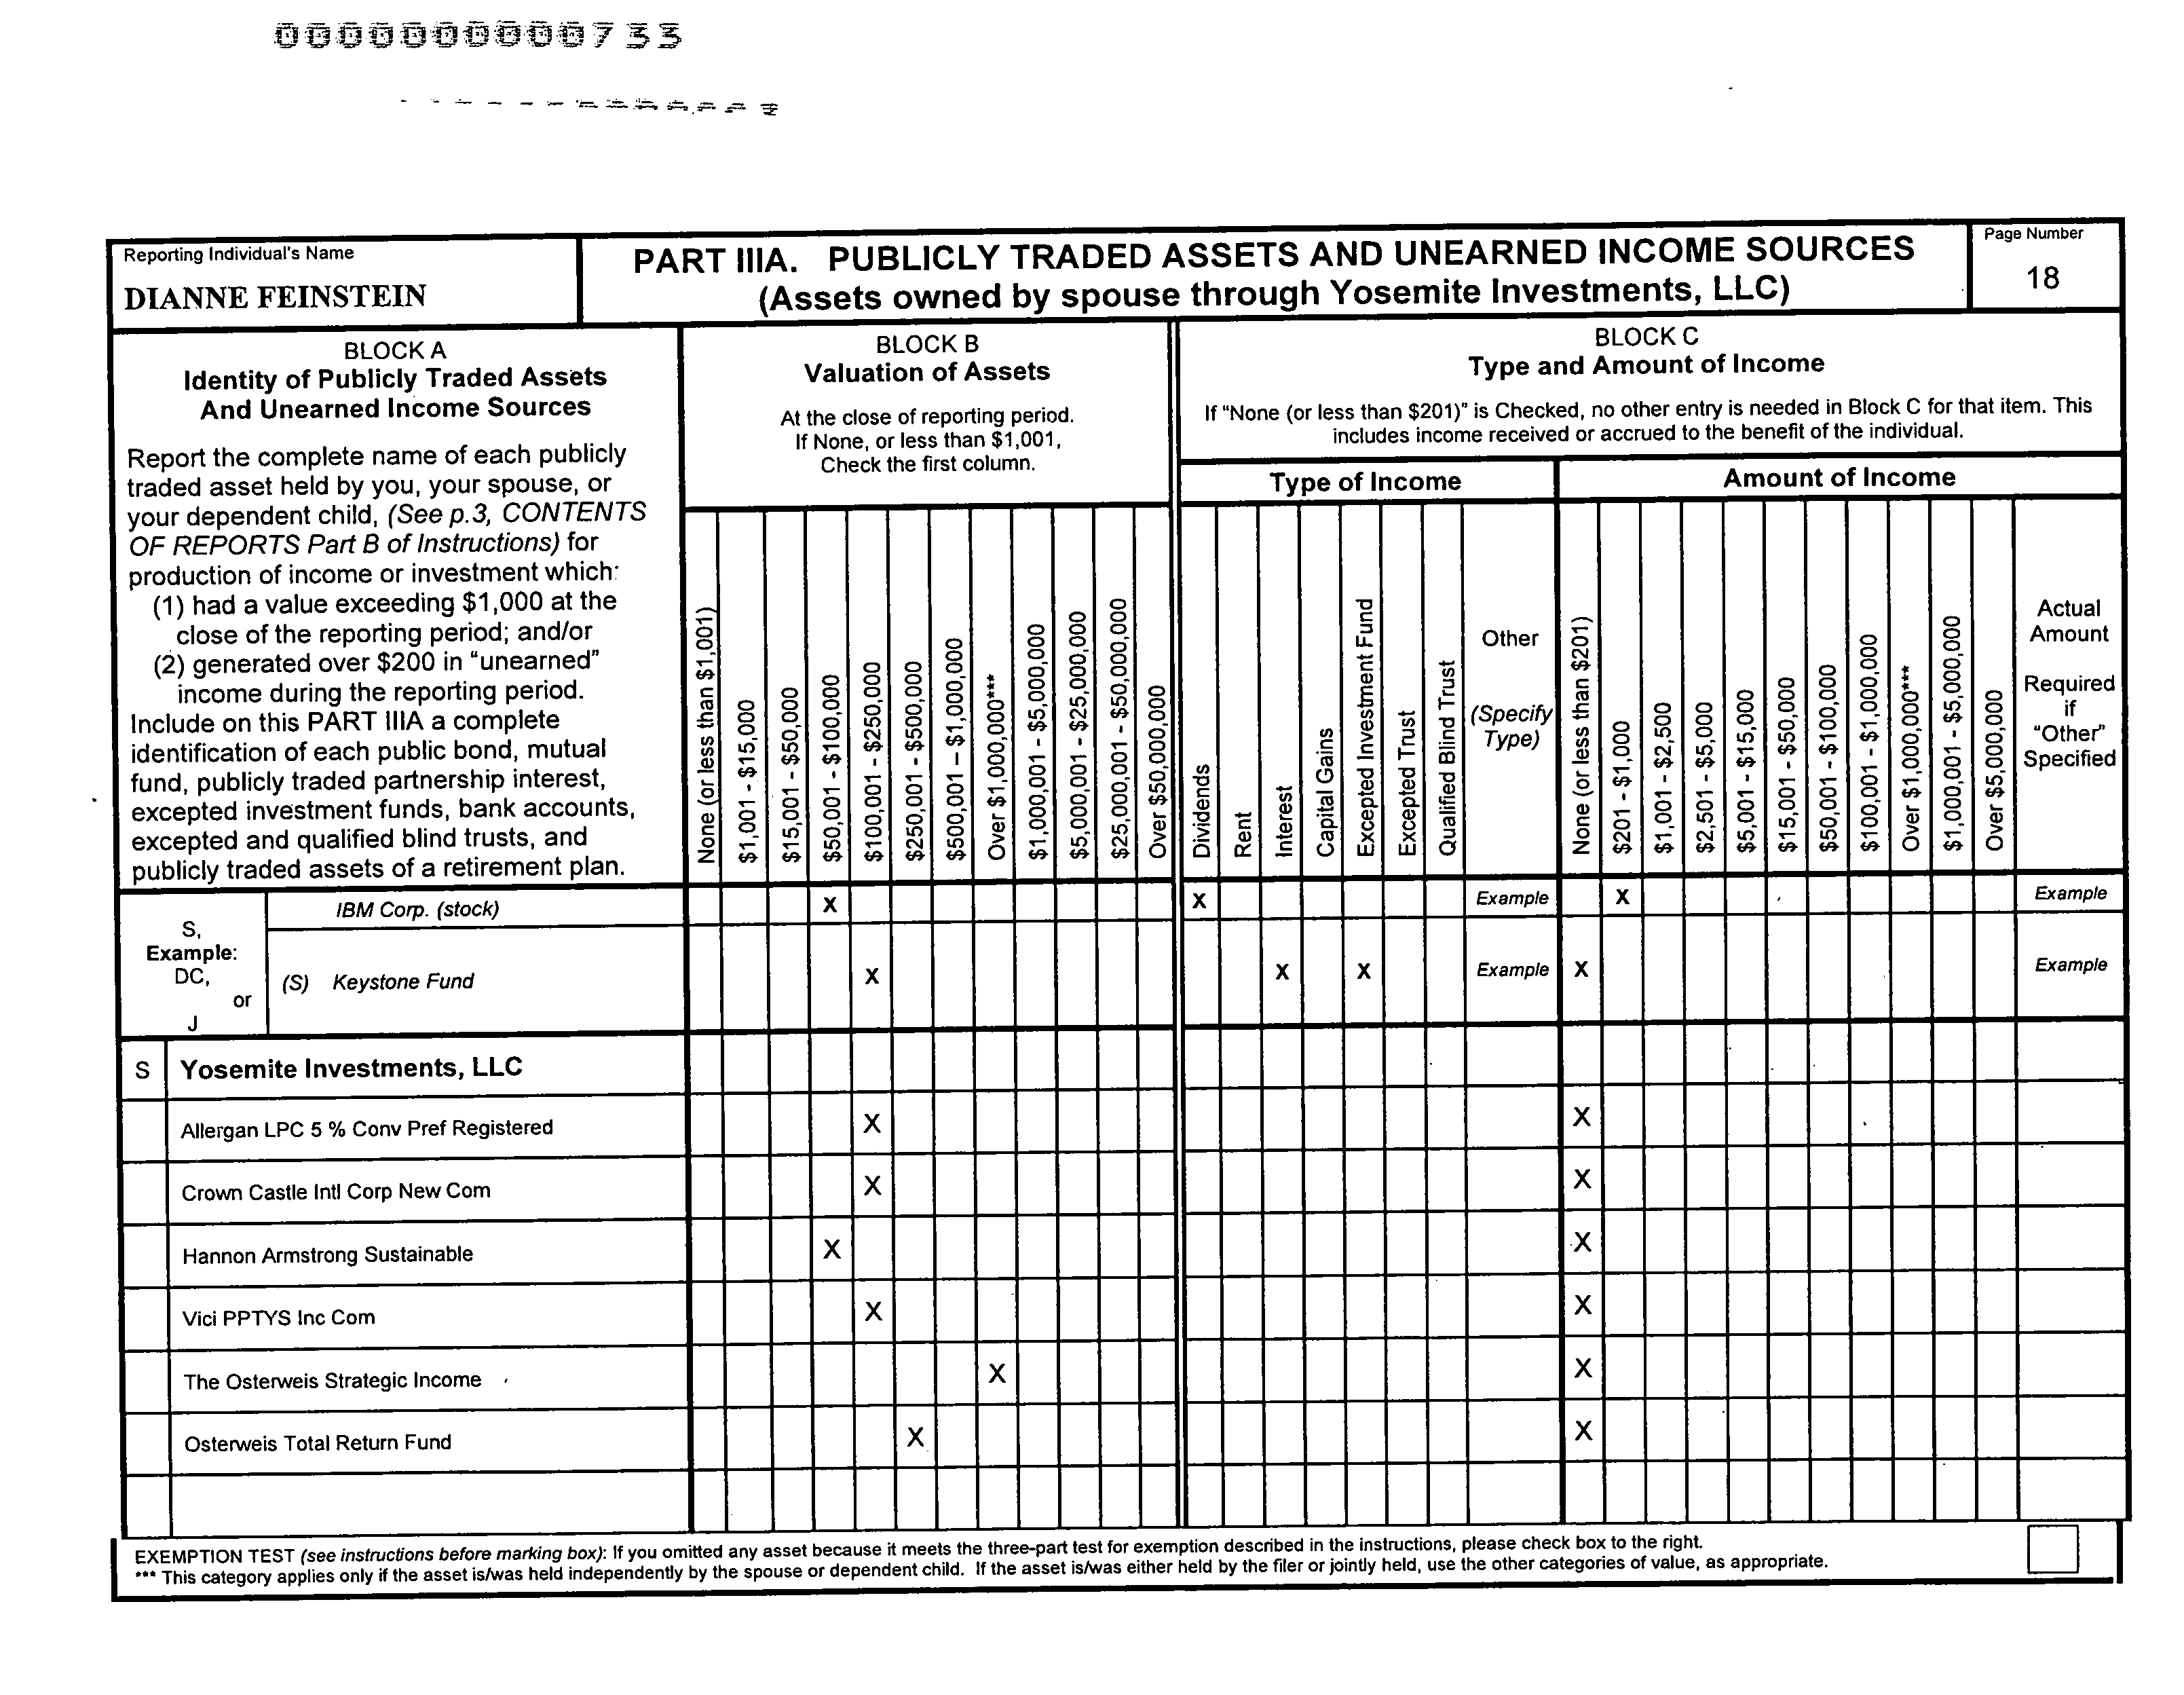 000000000733
Reporting Individual's Name
DIANNE FEINSTEIN
PART IIIA. PUBLICLY TRADED ASSETS AND UNEARNED INCOME SOURCES
(Assets owned by spouse through Yosemite Investments, LLC)
Page Number
18
BLOCK A
Identity of Publicly Traded Assets
And Unearned Income Sources
Report the complete name of each publicly
traded asset held by you, your spouse, or
your dependent child, (See p.3, CONTENTS
OF REPORTS Part B of Instructions) for
production of income or investment which:
(1) had a value exceeding $1,000 at the
close of the reporting period; and/or
(2) generated over $200 in "unearned"
income during the reporting period.
Include on this PART IIIA a complete
identification of each public bond, mutual
fund, publicly traded partnership interest,
excepted investment funds, bank accounts,
excepted and qualified blind trusts, and
publicly traded assets of a retirement plan.
BLOCK B
Valuation of Assets
At the close of reporting period.
If None, or less than $1,001,
Check the first column.
None (or less than $1,001)
$1,001 - $15,000
$15,001 - $50,000
$50,001 - $100,000
$100,001 - $250,000
$250,001 - $500,000
$500,001 – $1,000,000
Over $1,000,000***
$1,000,001 - $5,000,000
$5,000,001 - $25,000,000
$25,000,001 - $50,000,000
Over $50,000,000
BLOCK C
Type and Amount of Income
If "None (or less than $201)" is Checked, no other entry is needed in Block C for that item. This
includes income received or accrued to the benefit of the individual.
Type of Income
Amount of Income
Dividends
Rent
Interest
Capital Gains
Excepted Investment Fund
Excepted Trust
Qualified Blind Trust
Other
(Specify
Type)
None (or less than $201)
$201 - $1,000
$1,001 - $2,500
$2,501 - $5,000
$5,001 - $15,000
$15,001 - $50,000
$50,001 - $100,000
$100,001 - $1,000,000
Over $1,000,000***
$1,000,001 - $5,000,000
Over $5,000,000
Actual
Amount
Required
if
"Other"
Specified
S,
Example:
DC,
or
J
IBM Corp. (stock) X X Example X Example
(S) Keystone Fund X X X Example X Example
S Yosemite Investments, LLC
Allergan LPC 5 % Conv Pref Registered X X
Crown Castle Intl Corp New Com X X
Hannon Armstrong Sustainable X X
Vici PPTYS Inc Com X X
The Osterweis Strategic Income X X
Osterweis Total Return Fund X X
EXEMPTION TEST (see instructions before marking box): If you omitted any asset because it meets the three-part test for exemption described in the instructions, please check box to the right.
*** This category applies only if the asset is/was held independently by the spouse or dependent child. If the asset is/was either held by the filer or jointly held, use the other categories of value, as appropriate.